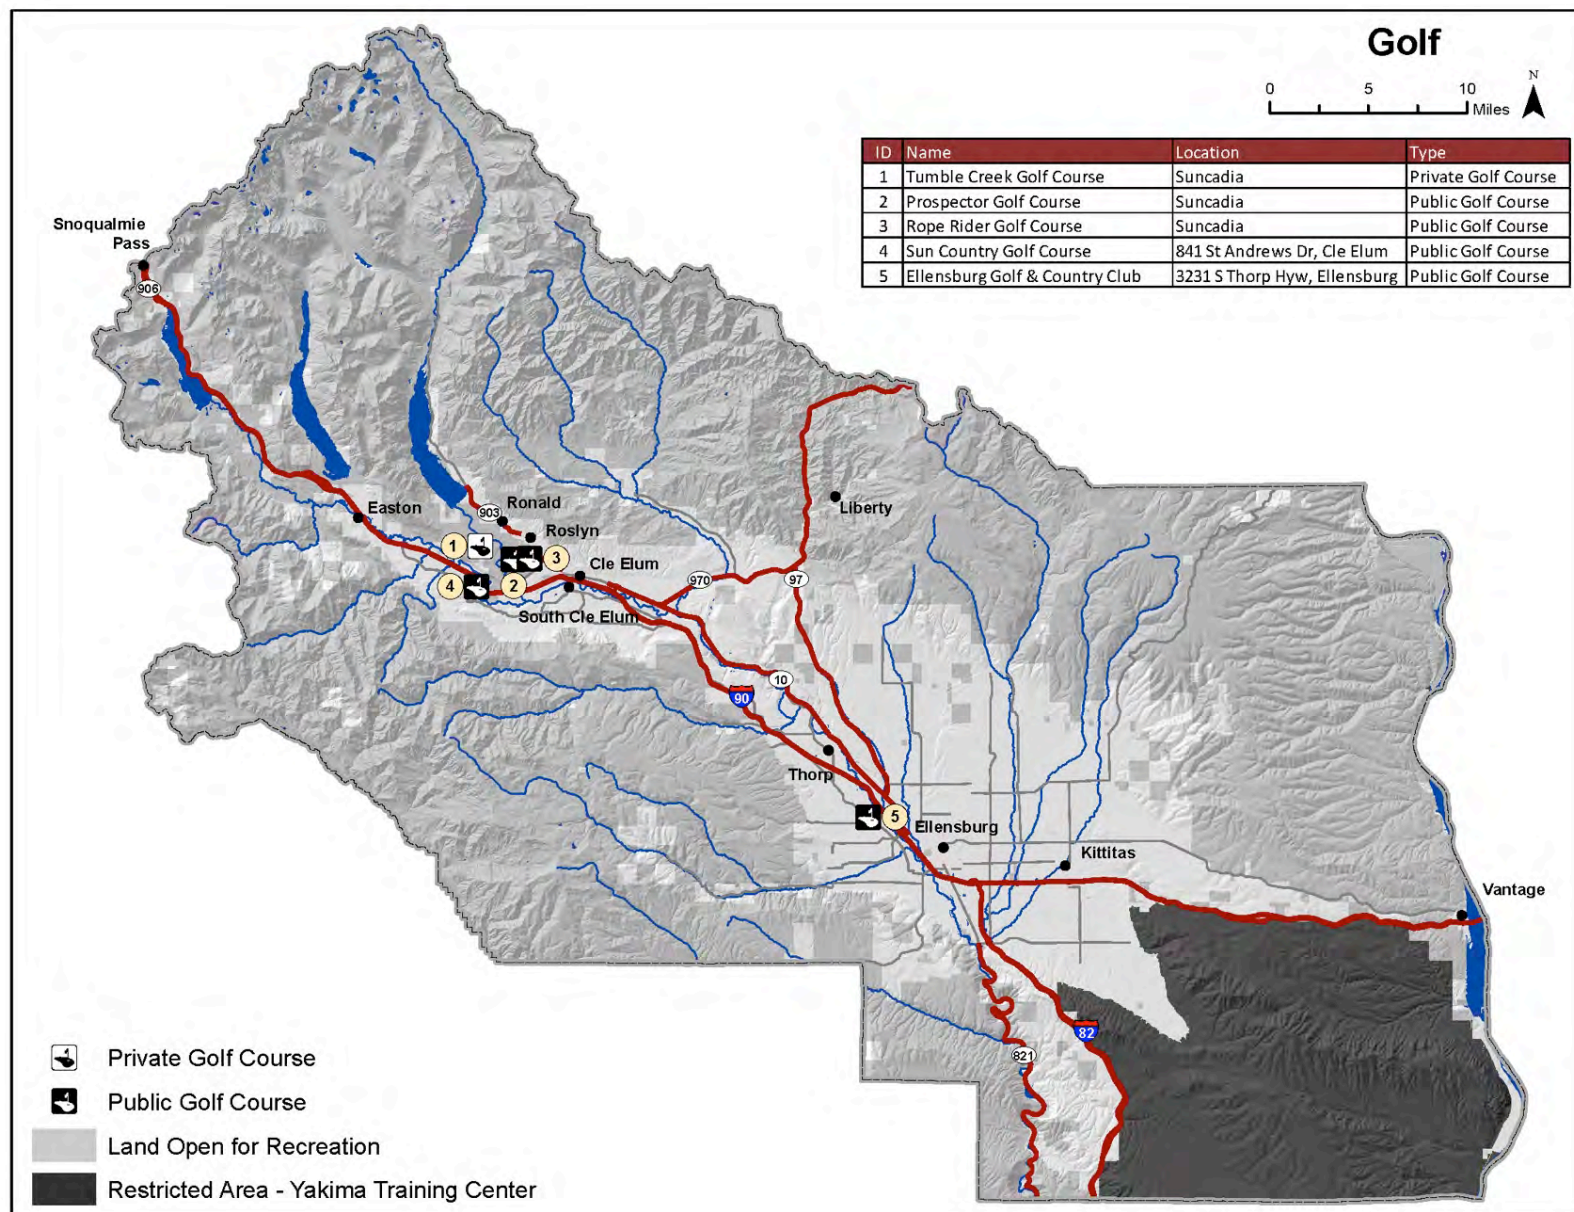 Golf
0 5 10
Miles
N
ID Name Location Type
1 Tumble Creek Golf Course Suncadia Private Golf Course
2 Prospector Golf Course Suncadia Public Golf Course
3 Rope Rider Golf Course Suncadia Public Golf Course
4 Sun Country Golf Course 841 St Andrews Dr, Cle Elum Public Golf Course
5 Ellensburg Golf & Country Club 3231 S Thorp Hyw, Ellensburg Public Golf Course
Snoqualmie
Pass
906
Easton
903
Ronald
Roslyn
Liberty
1
3
Cle Elum
4
2
970
97
South Cle Elum
10
90
Thorp
5
Ellensburg
Kittitas
Vantage
82
821
Private Golf Course
Public Golf Course
Land Open for Recreation
Restricted Area - Yakima Training Center